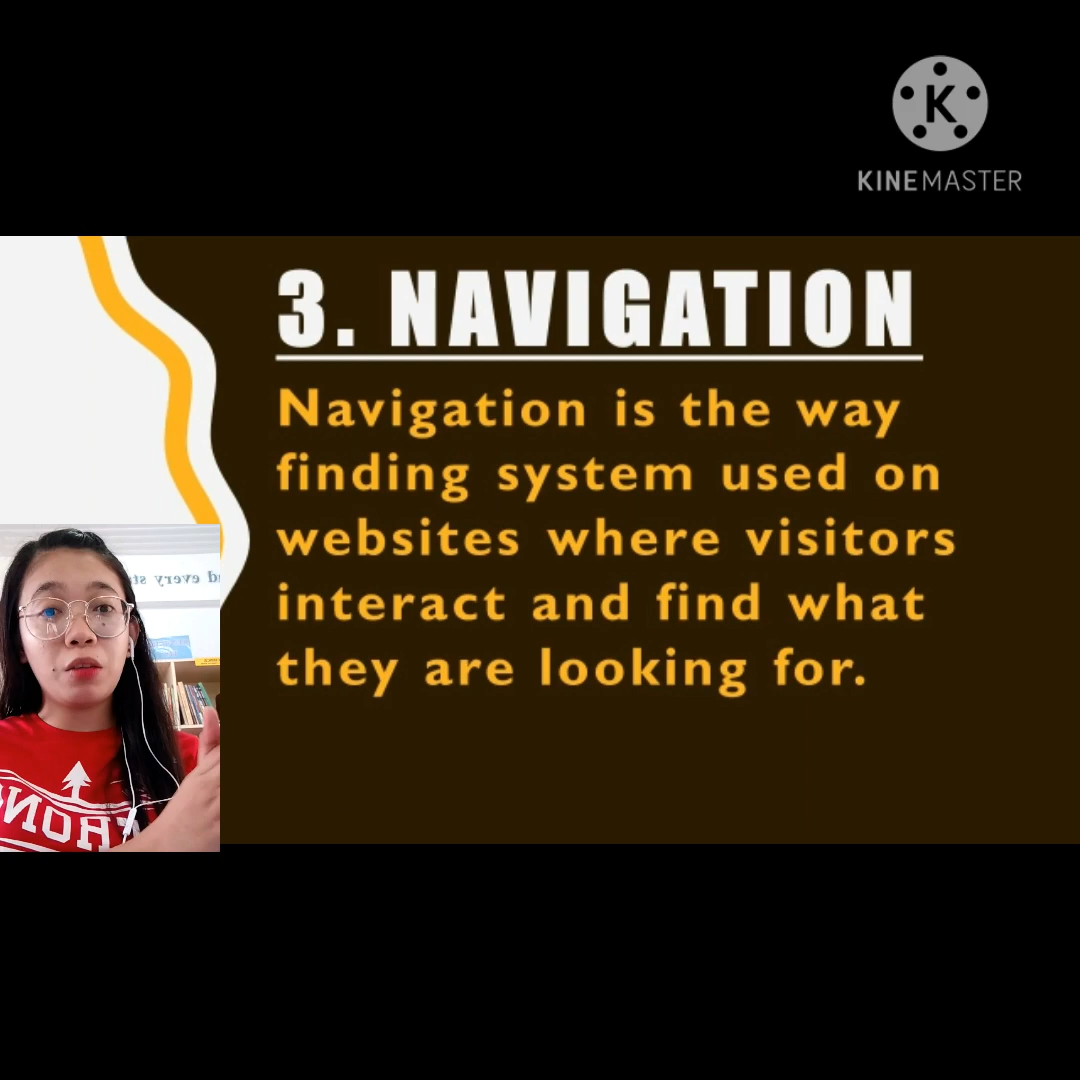 KINEMASTER
3. NAVIGATION
Navigation is the way
finding system used on
websites where visitors
interact and find what
they are looking for.
every